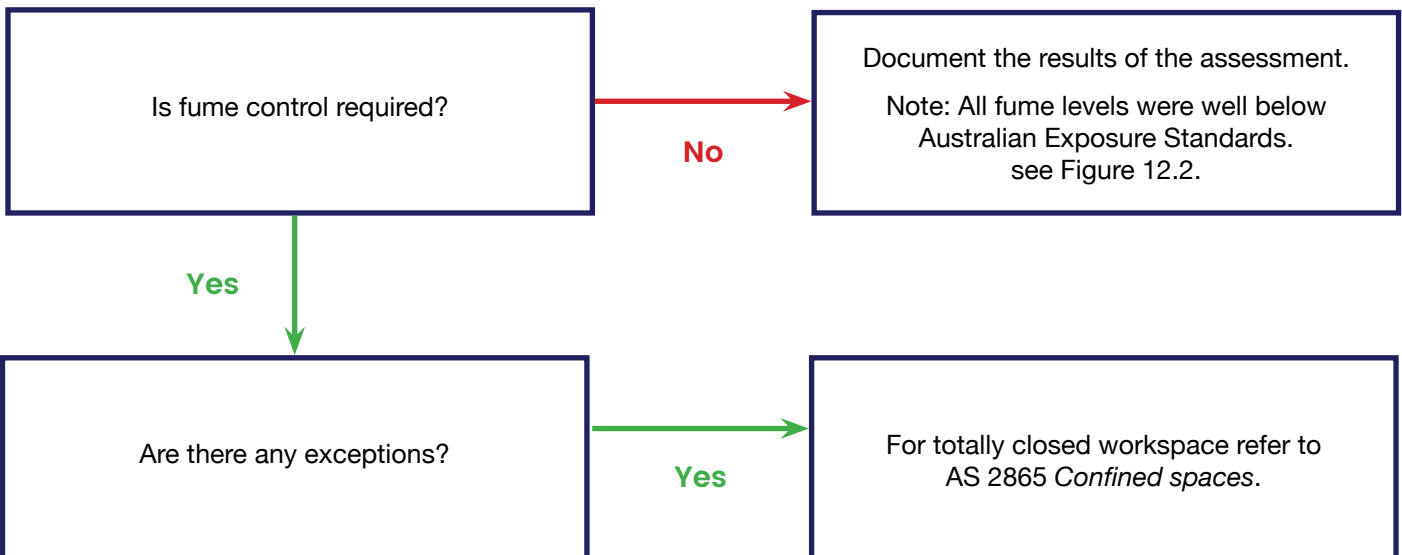 Is fume control required?
No
Document the results of the assessment.
Note: All fume levels were well below
Australian Exposure Standards.
see Figure 12.2.
Yes
Are there any exceptions?
Yes
For totally closed workspace refer to
AS 2865 Confined spaces.